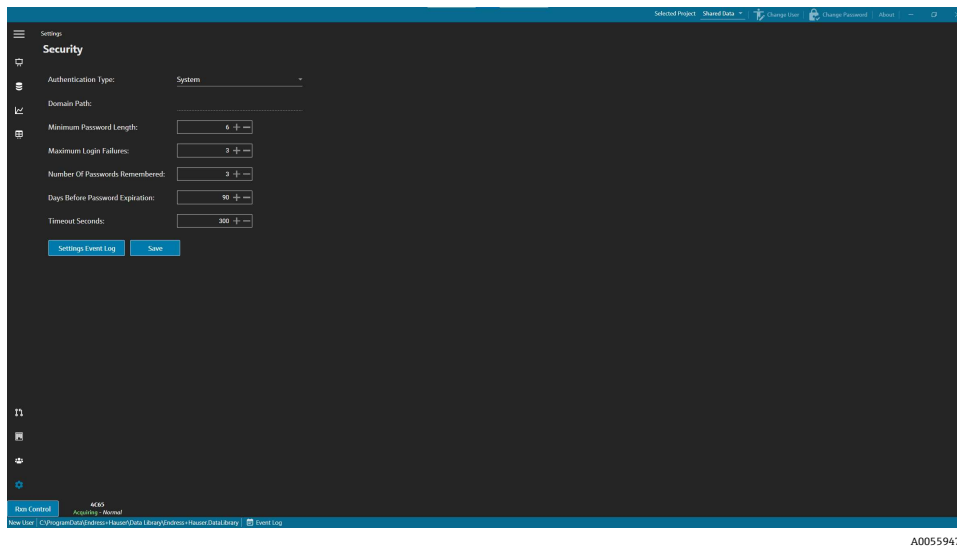 Selected Project Shared Data Change User Change Password About
Settings
Security
Authentication Type: System
Domain Path:
Minimum Password Length: 6
Maximum Login Failures: 3
Number Of Passwords Remembered: 3
Days Before Password Expiration: 90
Timeout Seconds: 300
Settings Event Log Save
Rxn Control 4C65
Acquiring - Normal
New User C:\ProgramData\Endress+Hauser\Data Library\Endress+Hauser.DataLibrary Event Log
A0055947